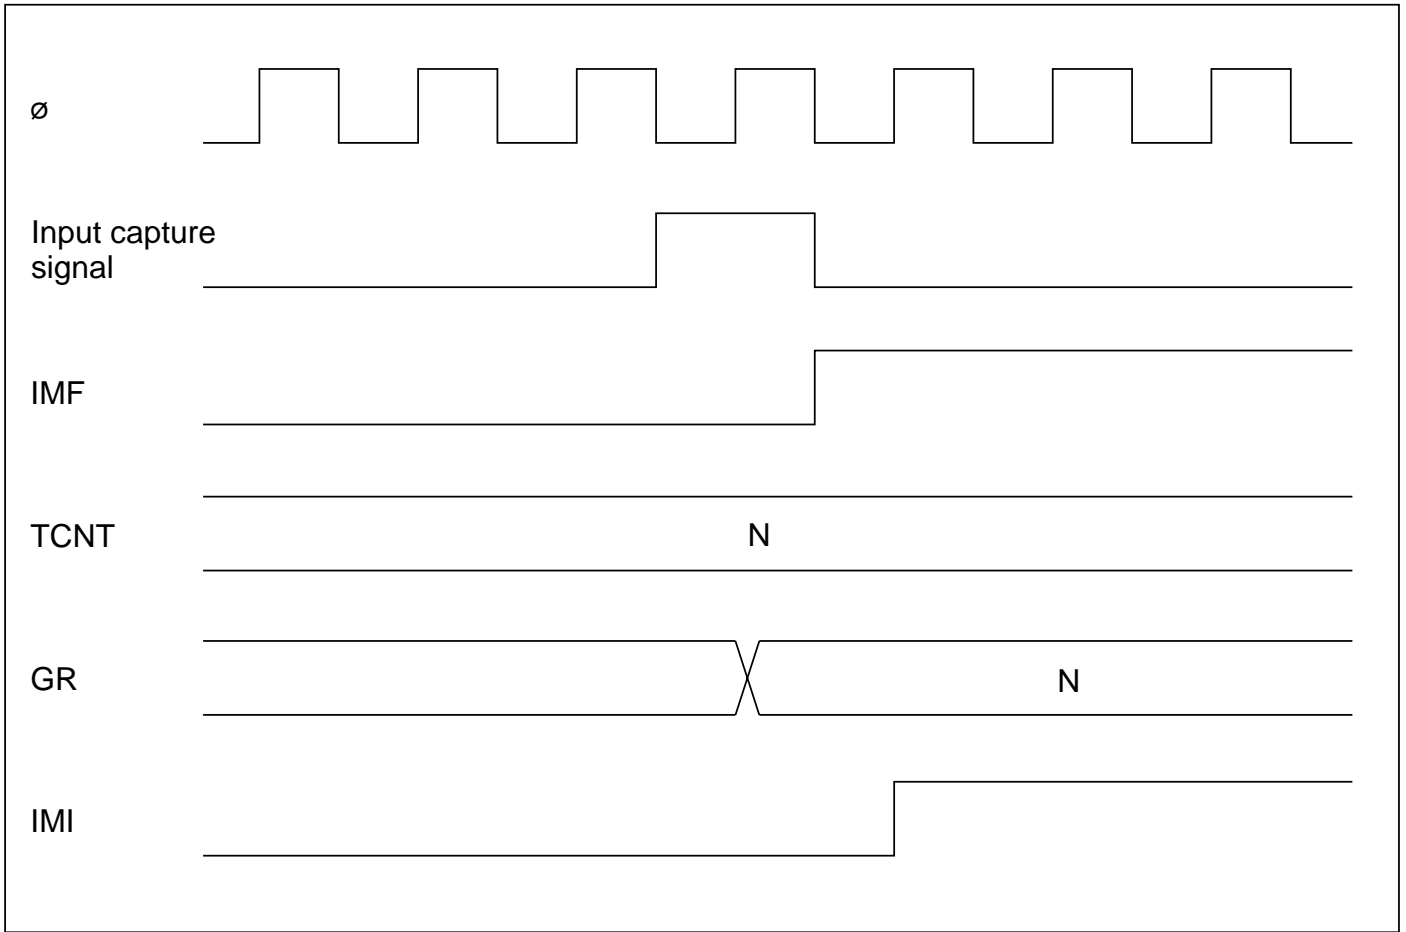 ø
Input capture
signal
IMF
TCNT
N
GR
N
IMI